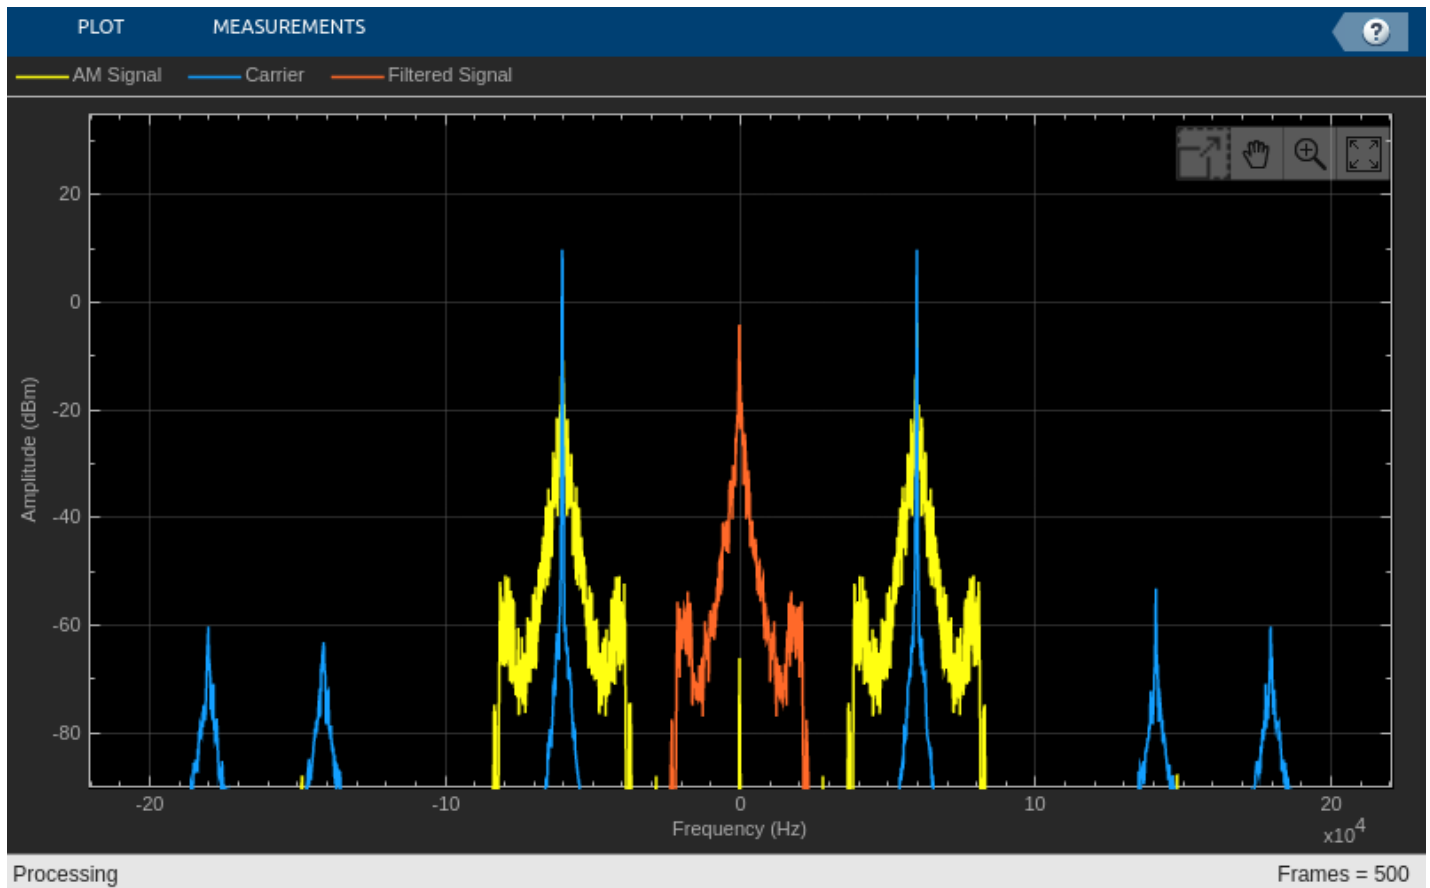 PLOT MEASUREMENTS ?
AM Signal Carrier Filtered Signal
20
0
-20
-40
-60
-80
Amplitude (dBm)
-20 -10 0 10 20
Frequency (Hz)
x10^4
Processing Frames = 500